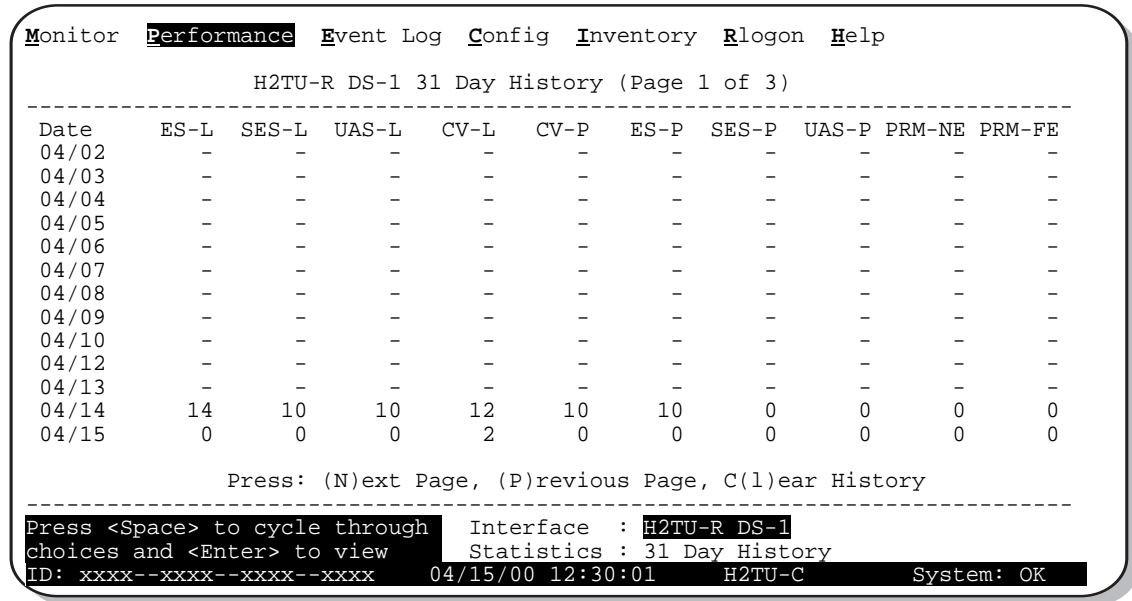 Monitor  Performance  Event Log  Config  Inventory  Rlogon  Help
H2TU-R DS-1 31 Day History (Page 1 of 3)
-------------------------------------------------------------------------------
Date    ES-L  SES-L  UAS-L  CV-L  CV-P  ES-P  SES-P  UAS-P PRM-NE PRM-FE
04/02 - - - - - - - - - -
04/03 - - - - - - - - - -
04/04 - - - - - - - - - -
04/05 - - - - - - - - - -
04/06 - - - - - - - - - -
04/07 - - - - - - - - - -
04/08 - - - - - - - - - -
04/09 - - - - - - - - - -
04/10 - - - - - - - - - -
04/12 - - - - - - - - - -
04/13 - - - - - - - - - -
04/14 14 10 10 12 10 10 0 0 0 0
04/15 0 0 0 2 0 0 0 0 0 0
Press: (N)ext Page, (P)revious Page, C(l)ear History
-------------------------------------------------------------------------------
Press <Space> to cycle through  Interface  : H2TU-R DS-1
choices and <Enter> to view  Statistics : 31 Day History
ID: xxxx--xxxx--xxxx--xxxx  04/15/00 12:30:01  H2TU-C  System: OK